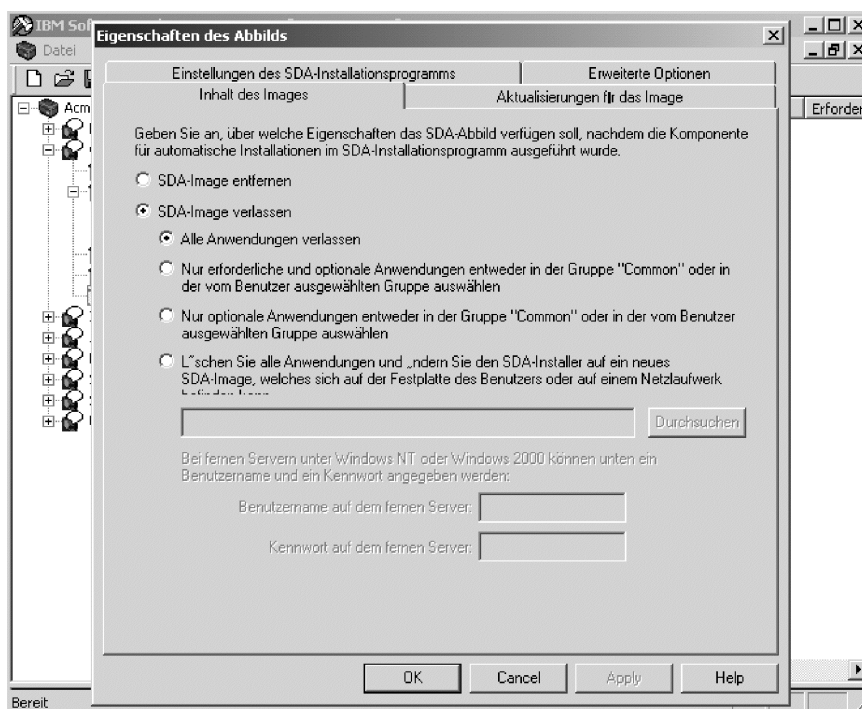 IBM Sof
Eigenschaften des Abbilds
Datei
Einstellungen des SDA-Installationsprogramms
Erweiterte Optionen
Inhalt des Images
Aktualisierungen flr das Image
Acm
Erforder
Geben Sie an, über welche Eigenschaften das SDA-Abbild verfügen soll, nachdem die Komponente
für automatische Installationen im SDA-Installationsprogramm ausgeführt wurde.
SDA-Image entfernen
SDA-Image verlassen
Alle Anwendungen verlassen
Nur erforderliche und optionale Anwendungen entweder in der Gruppe "Common" oder in
der vom Benutzer ausgewählten Gruppe auswählen
Nur optionale Anwendungen entweder in der Gruppe "Common" oder in der vom Benutzer
ausgewählten Gruppe auswählen
L˝schen Sie alle Anwendungen und „ndern Sie den SDA-Installer auf ein neues
SDA-Image, welches sich auf der Festplatte des Benutzers oder auf einem Netzlaufwerk
Durchsuchen
Bei fernen Servern unter Windows NT oder Windows 2000 können unten ein
Benutzername und ein Kennwort angegeben werden:
Benutzername auf dem fernen Server:
Kennwort auf dem fernen Server:
OK
Cancel
Apply
Help
Bereit